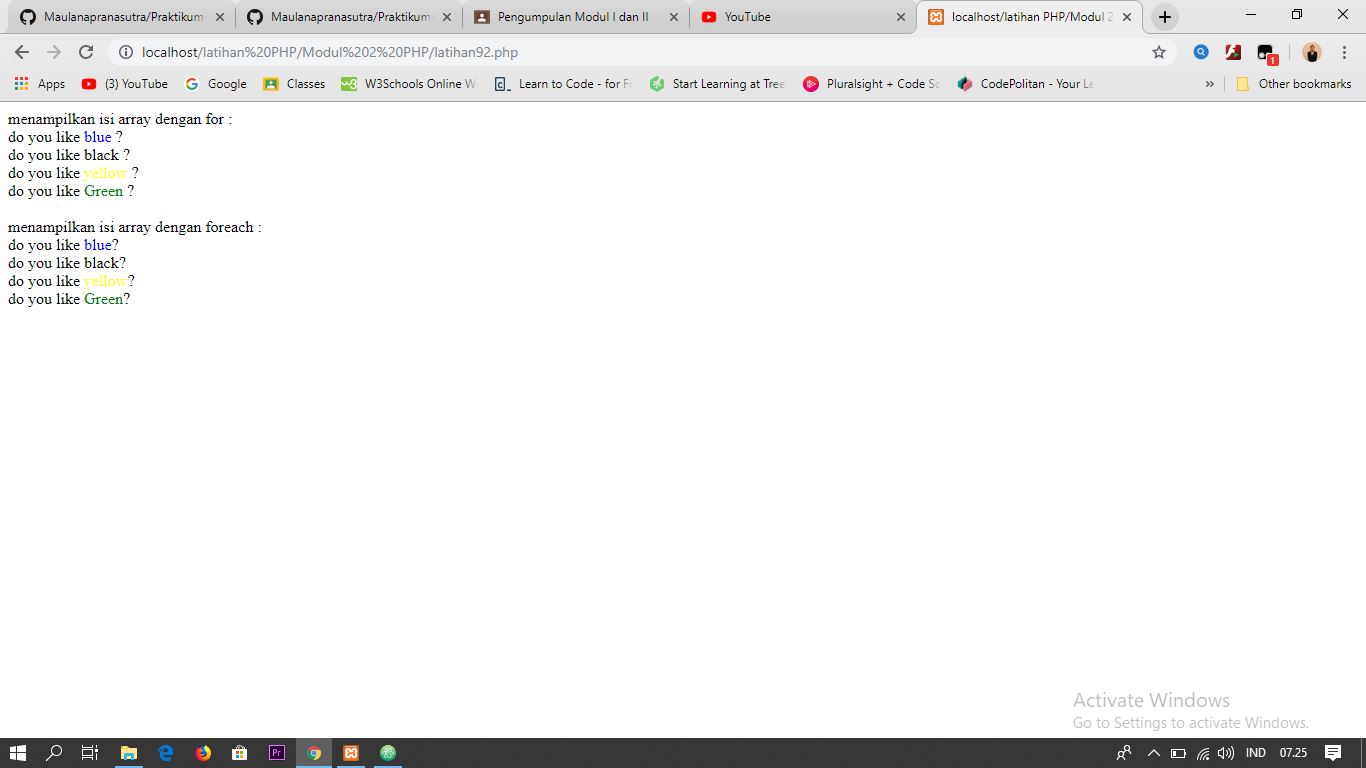 Maulanapranasutra/Praktikum-
Maulanapranasutra/Praktikum-
Pengumpulan Modul I dan II
YouTube
localhost/latihan PHP/Modul 2
localhost/latihan%20PHP/Modul%202%20PHP/latihan92.php
1
Apps
(3) YouTube
Google
Classes
W3Schools Online W
Learn to Code - for F
Start Learning at Tree
Pluralsight + Code Sc
CodePolitan - Your Le
»
Other bookmarks
menampilkan isi array dengan for :
do you like blue ?
do you like black ?
do you like yellow ?
do you like Green ?
menampilkan isi array dengan foreach :
do you like blue?
do you like black?
do you like yellow?
do you like Green?
Activate Windows
Go to Settings to activate Windows.
Pr
IND
07.25